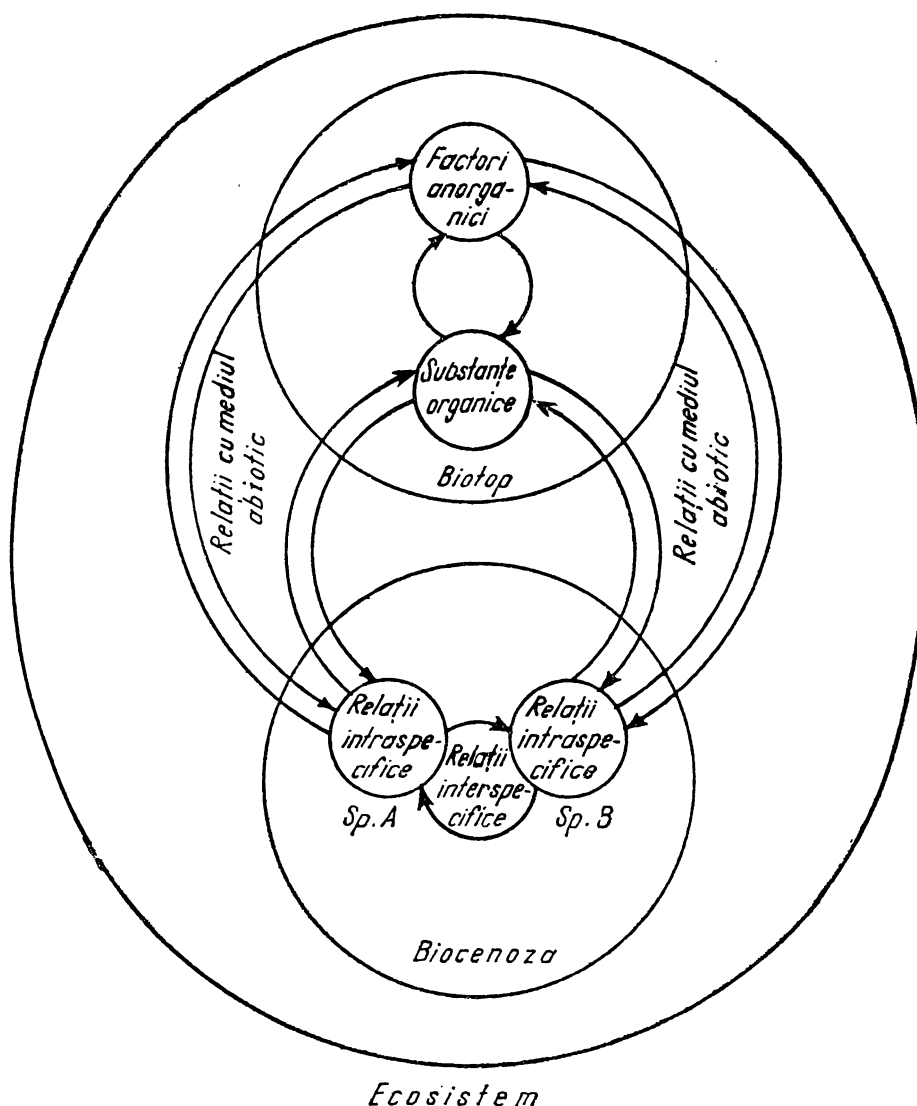 Factori
anorga-
nici
Substanțe
organice
Biotop
Relații cu mediul
abiotic
Relații cu mediul
abiotic
Relații
intraspe-
cifice
Sp. A
Relații
interspe-
cifice
Relații
intraspe-
cifice
Sp. B
Biocenoza
Ecosistem